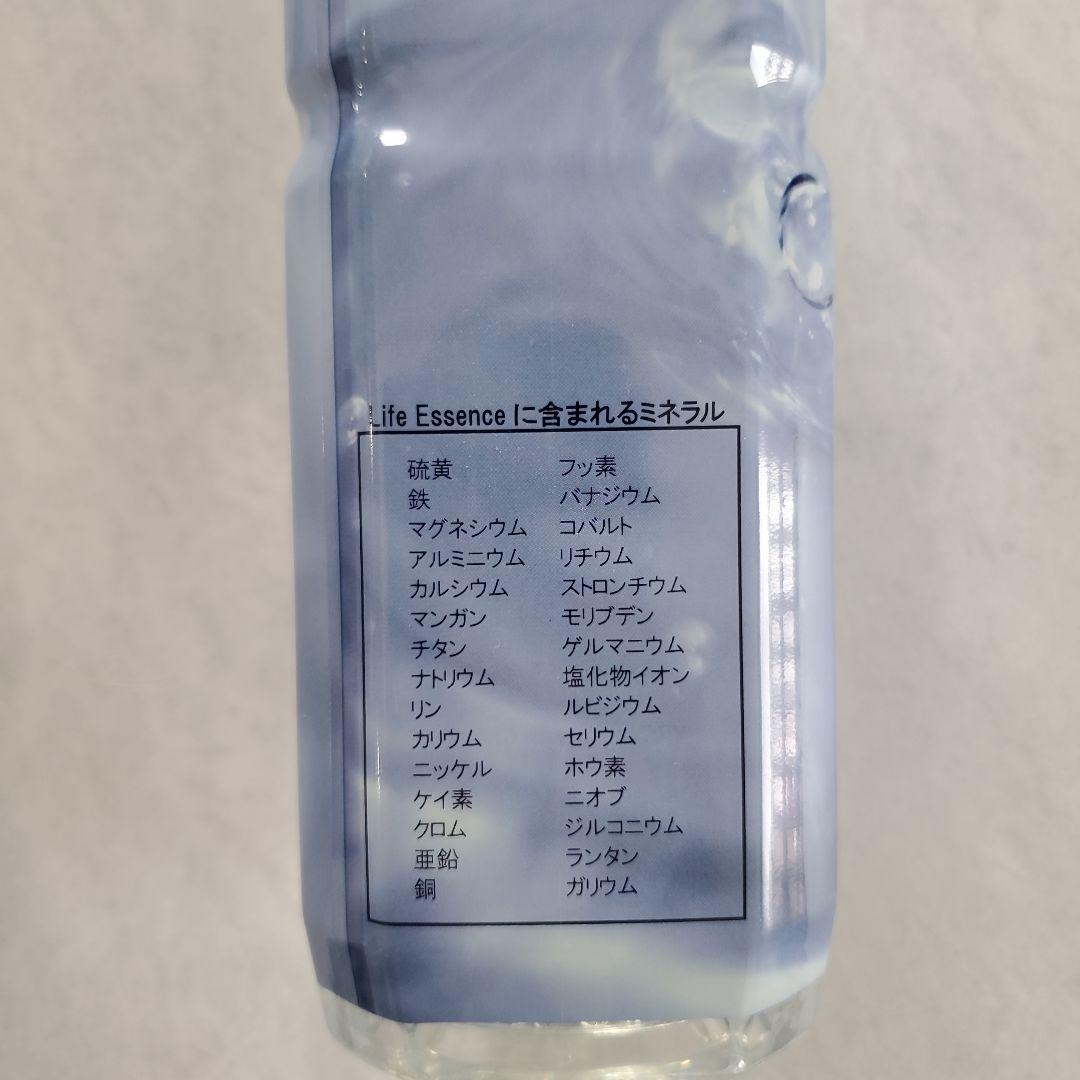 Life Essence に含まれるミネラル
硫黄
鉄
マグネシウム
アルミニウム
カルシウム
マンガン
チタン
ナトリウム
リン
カリウム
ニッケル
ケイ素
クロム
亜鉛
銅
フッ素
バナジウム
コバルト
リチウム
ストロンチウム
モリブデン
ゲルマニウム
塩化物イオン
ルビジウム
セリウム
ホウ素
ニオブ
ジルコニウム
ランタン
ガリウム